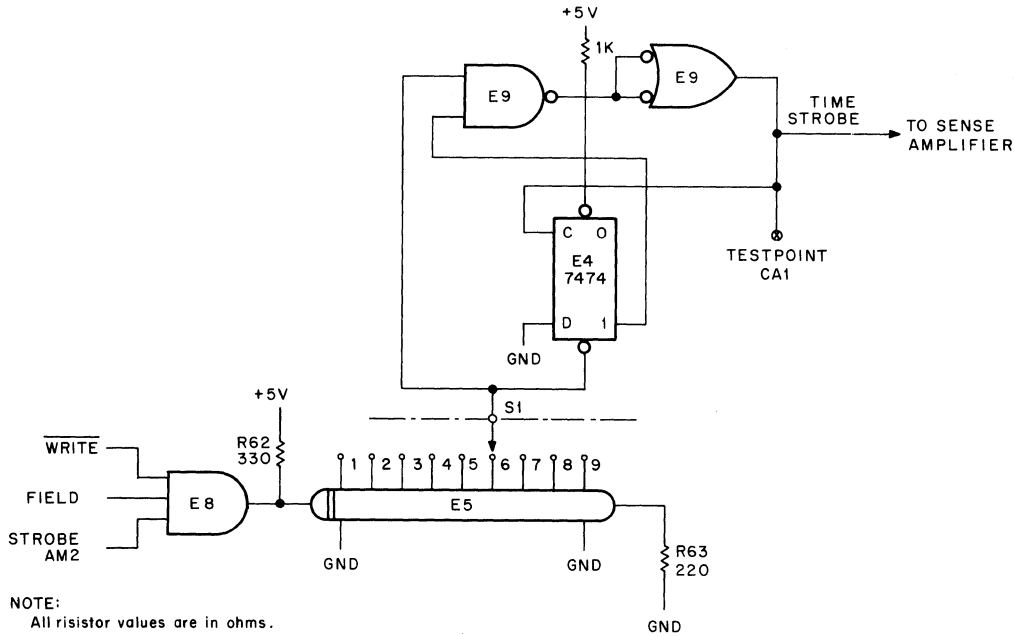 +5V
1K
E9
E9
TIME
STROBE
TO SENSE
AMPLIFIER
C O
E4
7474
D 1
GND
TESTPOINT
CA1
S1
+5V
R62
330
WRITE
FIELD
STROBE
AM2
E8
1 2 3 4 5 6 7 8 9
E5
GND
GND
R63
220
GND
NOTE:
All risistor values are in ohms.